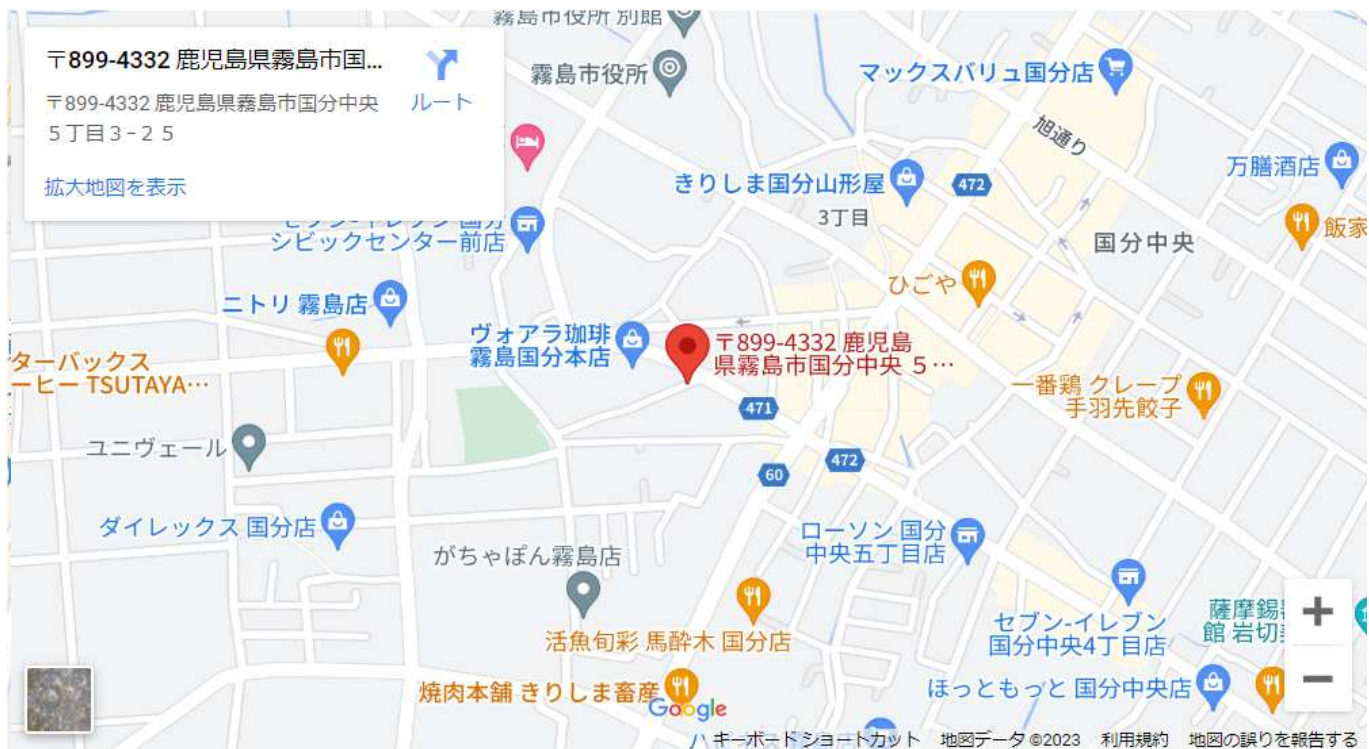 霧島市役所 別館
〒899-4332 鹿児島県霧島市国...
〒899-4332 鹿児島県霧島市国分中央
５丁目３−２５
ルート
拡大地図を表示
霧島市役所
マックスバリュ国分店
旭通り
万膳酒店
きりしま国分山形屋
472
3丁目
飯家
シビックセンター前店
国分中央
ひごや
ニトリ 霧島店
ヴォアラ珈琲
霧島国分本店
〒899-4332 鹿児島
県霧島市国分中央 ５…
ターバックス
ーヒー TSUTAYA…
一番鶏 クレープ
手羽先餃子
471
ユニヴェール
472
60
ダイレックス 国分店
ローソン 国分
中央五丁目店
がちゃぽん霧島店
セブン-イレブン
国分中央4丁目店
薩摩錫
館 岩切
活魚旬彩 馬酔木 国分店
焼肉本舗 きりしま畜産
ほっともっと 国分中央店
Google
キーボード ショートカット
地図データ ©2023
利用規約
地図の誤りを報告する